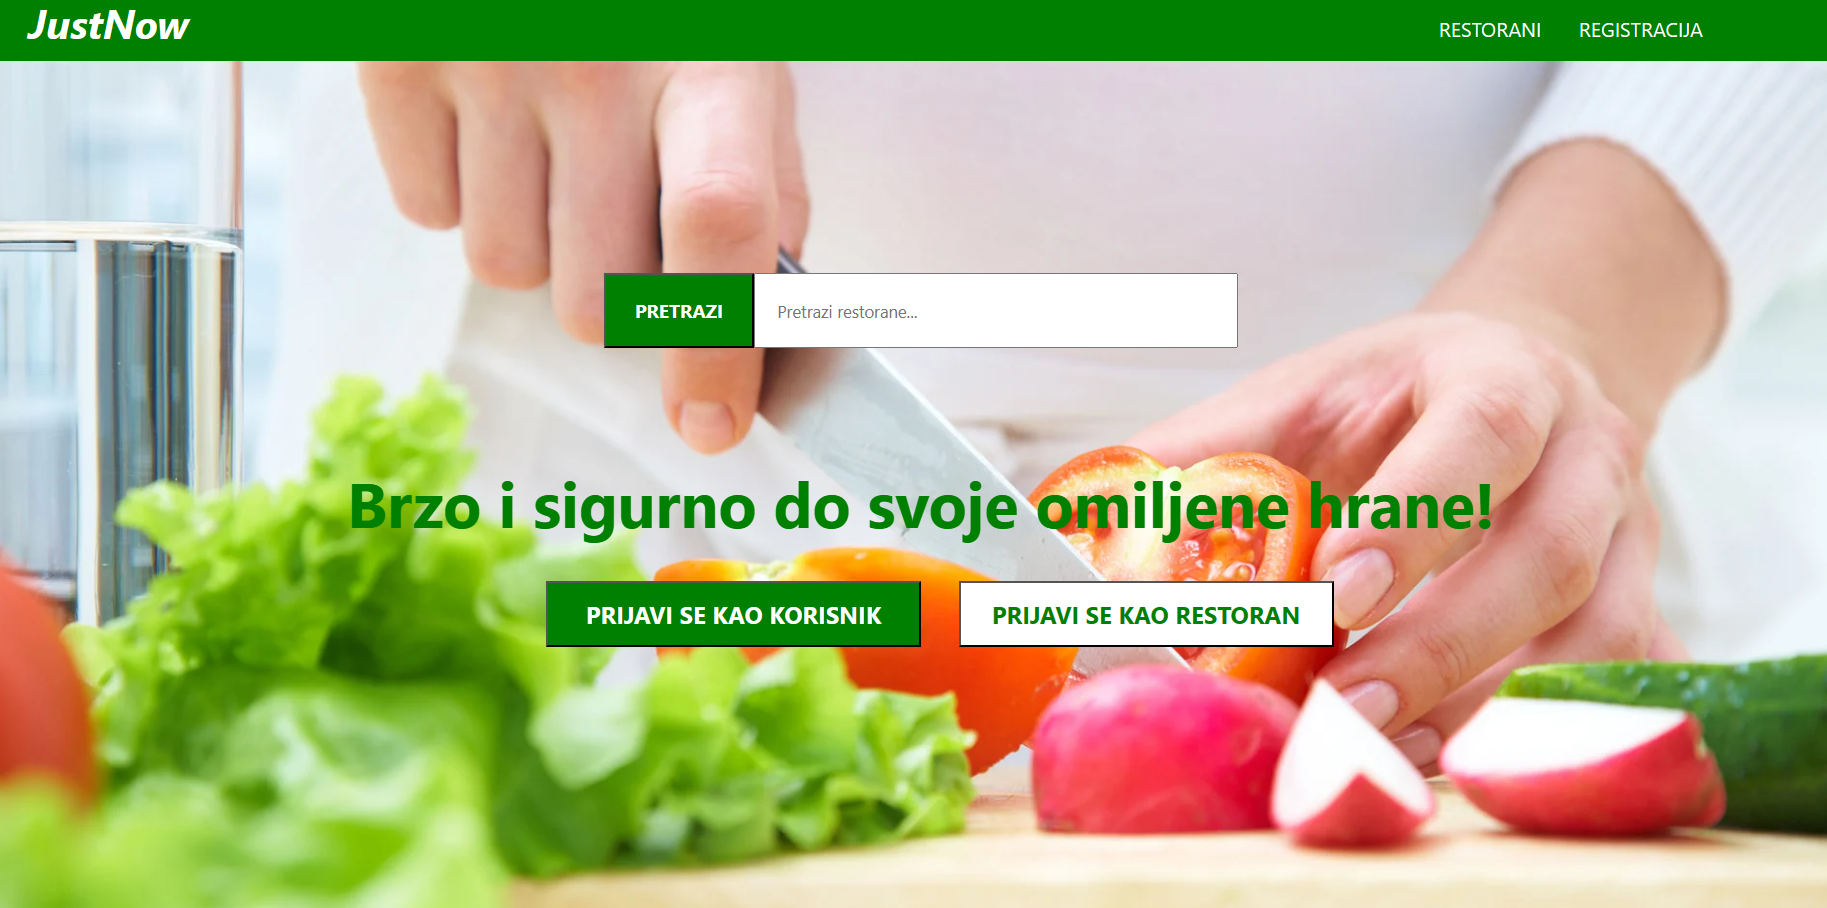 JustNow
RESTORANI REGISTRACIJA
PRETRAZI Pretrazi restorane...
Brzo i sigurno do svoje omiljene hrane!
PRIJAVI SE KAO KORISNIK PRIJAVI SE KAO RESTORAN